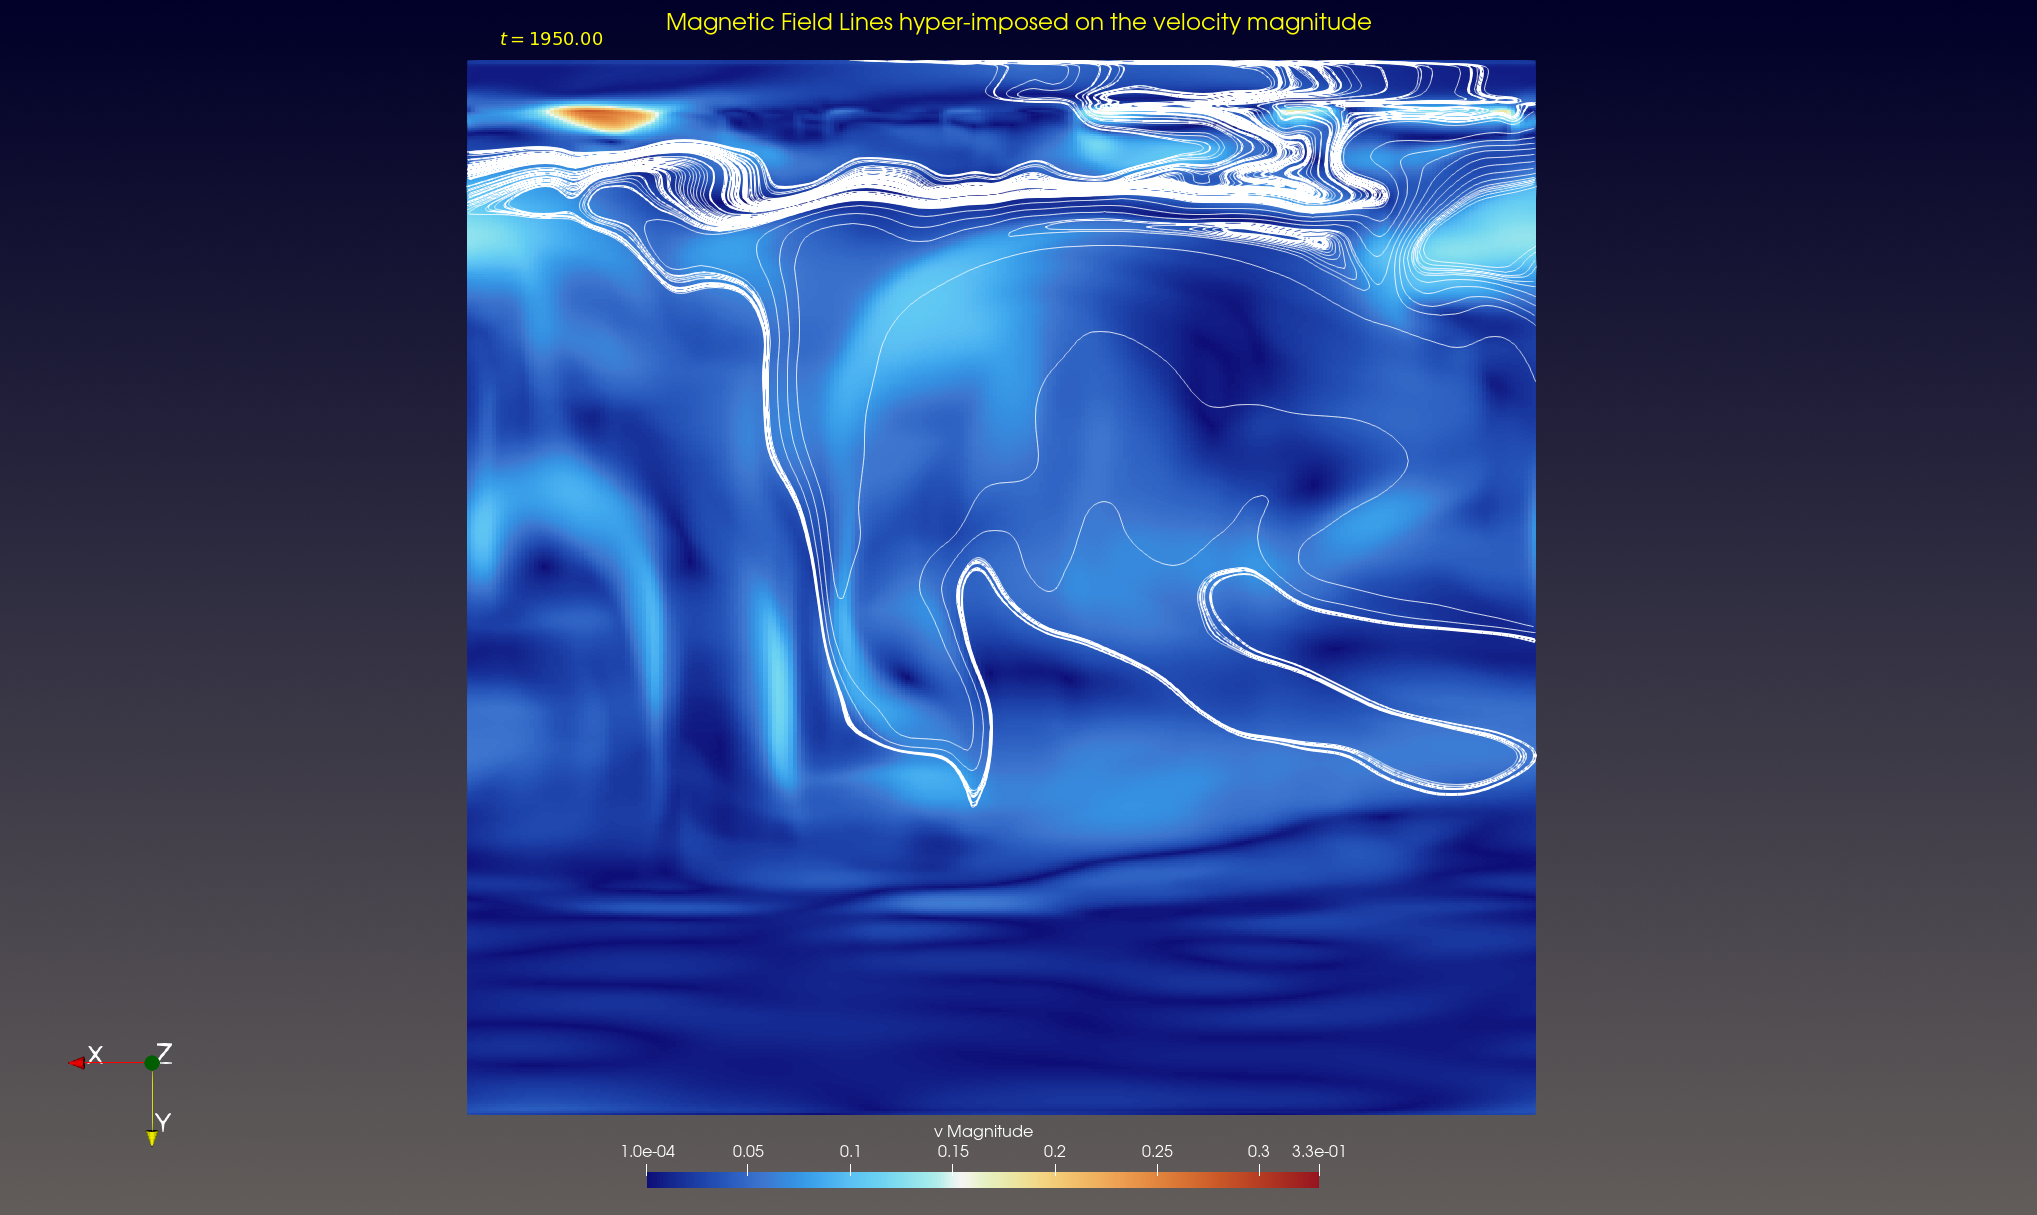 Magnetic Field Lines hyper-imposed on the velocity magnitude
t = 1950.00
X
Z
Y
v Magnitude
1.0e-04 0.05 0.1 0.15 0.2 0.25 0.3 3.3e-01